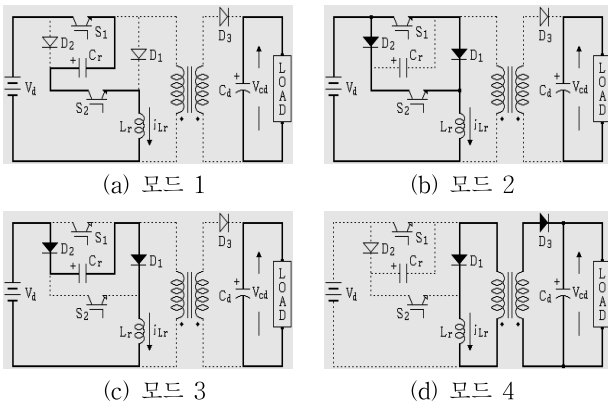 S1
D3
D2
Cr
D1
Vd
S2
Lr
iLr
Cd
Vcd
LOAD
(a) 모드 1
S1
D3
D2
Cr
D1
Vd
S2
Lr
iLr
Cd
Vcd
LOAD
(b) 모드 2
S1
D3
D2
Cr
D1
Vd
S2
Lr
iLr
Cd
Vcd
LOAD
(c) 모드 3
S1
D3
D2
Cr
D1
Vd
S2
Lr
iLr
Cd
Vcd
LOAD
(d) 모드 4